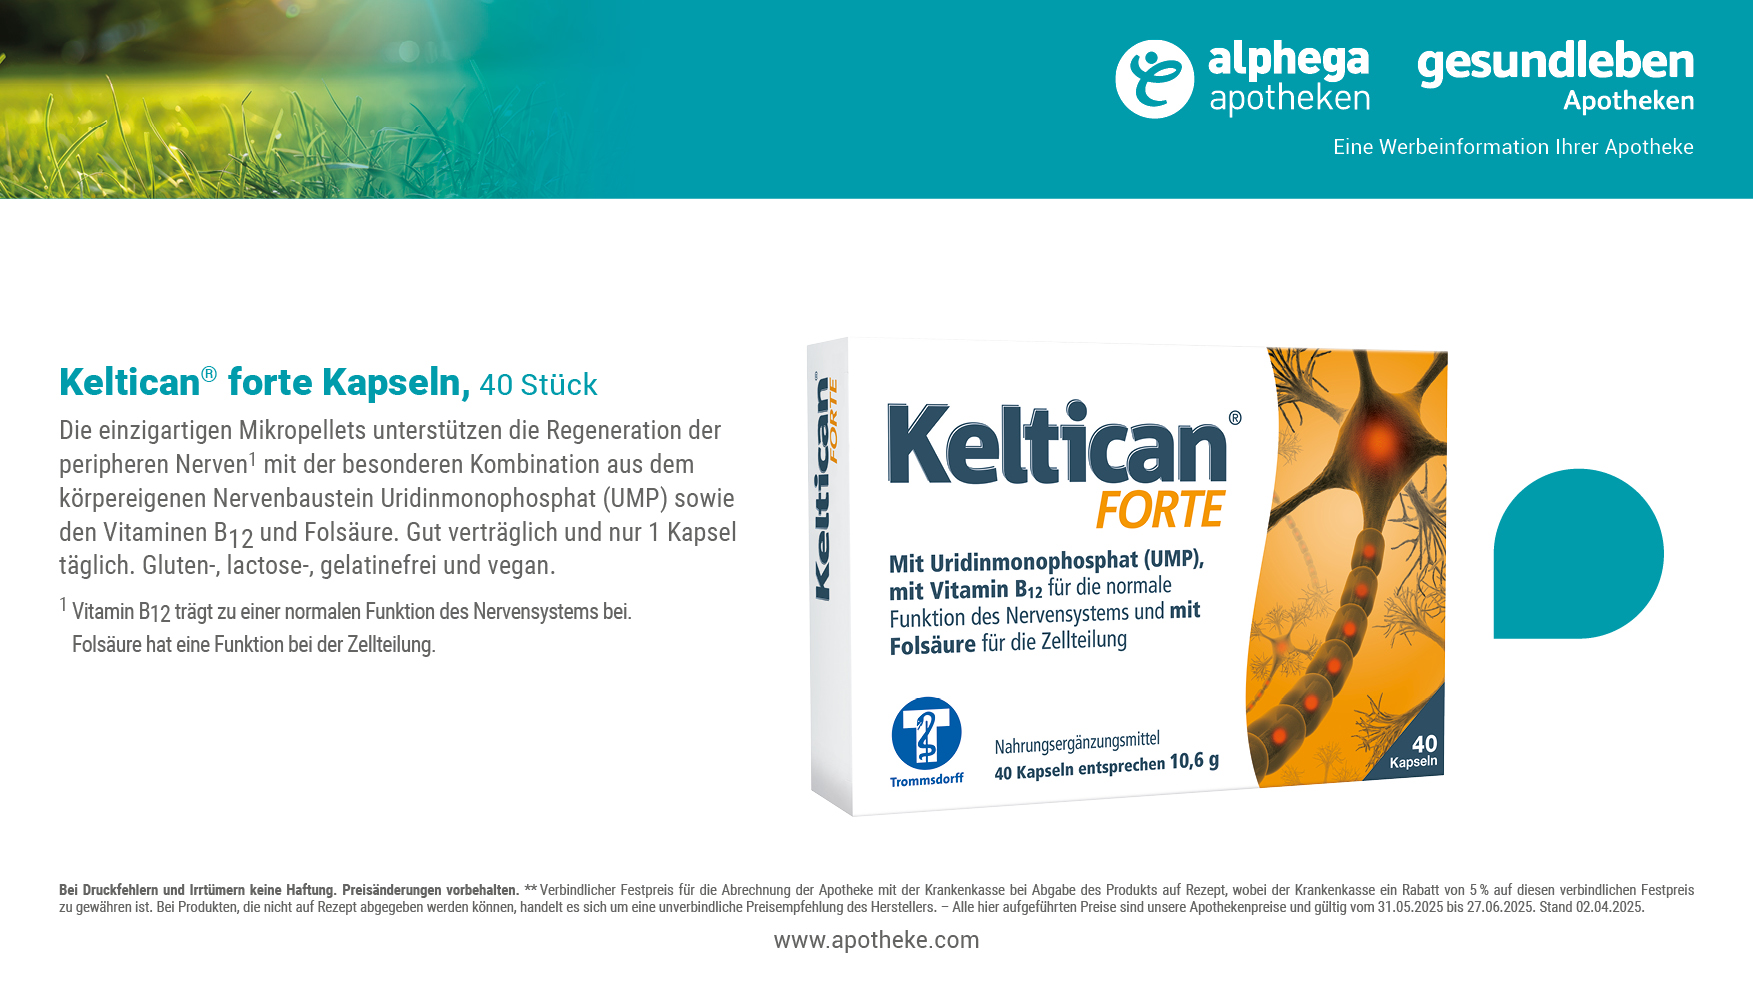 alphega
apotheken
gesundleben
Apotheken
Eine Werbeinformation Ihrer Apotheke
Keltican® forte Kapseln, 40 Stück
Die einzigartigen Mikropellets unterstützen die Regeneration der
peripheren Nerven¹ mit der besonderen Kombination aus dem
körpereigenen Nervenbaustein Uridinmonophosphat (UMP) sowie
den Vitaminen B12 und Folsäure. Gut verträglich und nur 1 Kapsel
täglich. Gluten-, lactose-, gelatinefrei und vegan.
¹ Vitamin B12 trägt zu einer normalen Funktion des Nervensystems bei.
Folsäure hat eine Funktion bei der Zellteilung.
Keltican®
FORTE
Keltican®
FORTE
Mit Uridinmonophosphat (UMP),
mit Vitamin B12 für die normale
Funktion des Nervensystems und mit
Folsäure für die Zellteilung
Trommsdorff
Nahrungsergänzungsmittel
40 Kapseln entsprechen 10,6 g
40
Kapseln
Bei Druckfehlern und Irrtümern keine Haftung. Preisänderungen vorbehalten. ** Verbindlicher Festpreis für die Abrechnung der Apotheke mit der Krankenkasse bei Abgabe des Produkts auf Rezept, wobei der Krankenkasse ein Rabatt von 5 % auf diesen verbindlichen Festpreis
zu gewähren ist. Bei Produkten, die nicht auf Rezept abgegeben werden können, handelt es sich um eine unverbindliche Preisempfehlung des Herstellers. – Alle hier aufgeführten Preise sind unsere Apothekenpreise und gültig vom 31.05.2025 bis 27.06.2025. Stand 02.04.2025.
www.apotheke.com